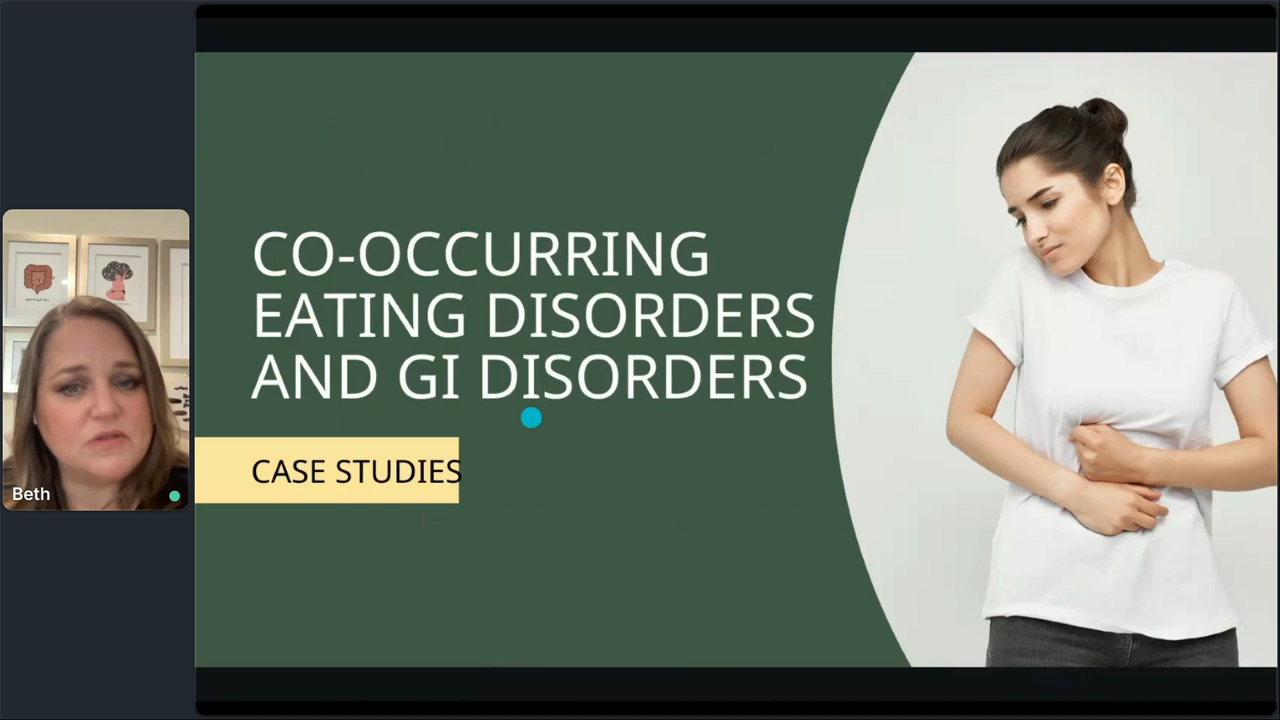 CO-OCCURRING
EATING DISORDERS
AND GI DISORDERS
CASE STUDIES
Beth